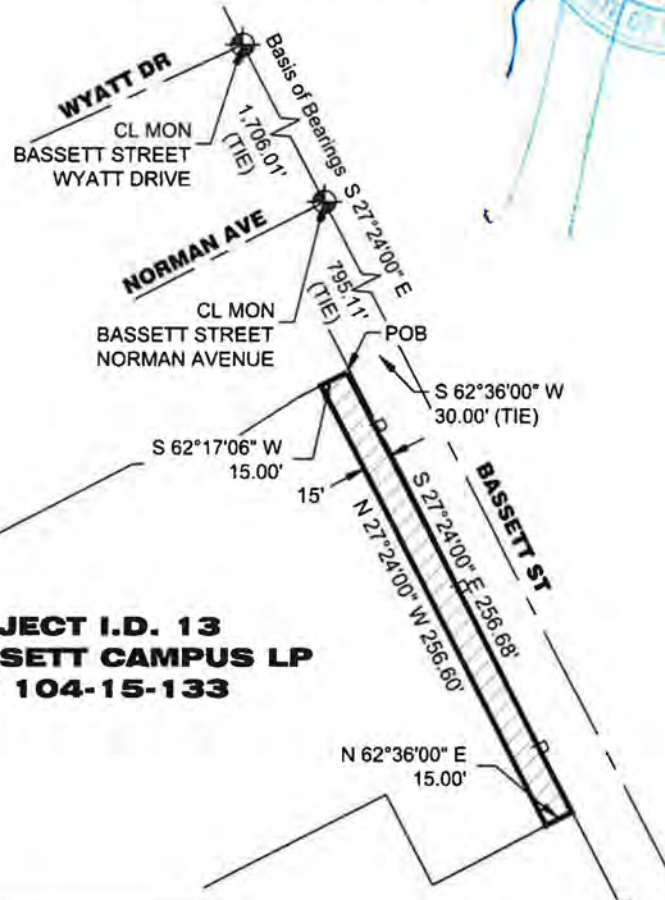 WYATT DR
CL MON
BASSETT STREET
WYATT DRIVE
Basis of Bearings S 27°24'00" E
1,706.01'
(TIE)
NORMAN AVE
CL MON
BASSETT STREET
NORMAN AVENUE
795.11'
(TIE)
POB
S 62°36'00" W
30.00' (TIE)
S 62°17'06" W
15.00'
15'
BASSETT ST
S 27°24'00" E 256.68'
N 27°24'00" W 256.60'
JECT I.D. 13
SETT CAMPUS LP
104-15-133
N 62°36'00" E
15.00'